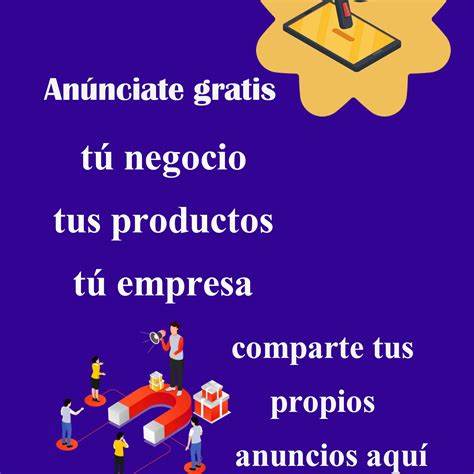 Anúnciate gratis
tú negocio
tus productos
tú empresa
comparte tus
propios
anuncios aquí